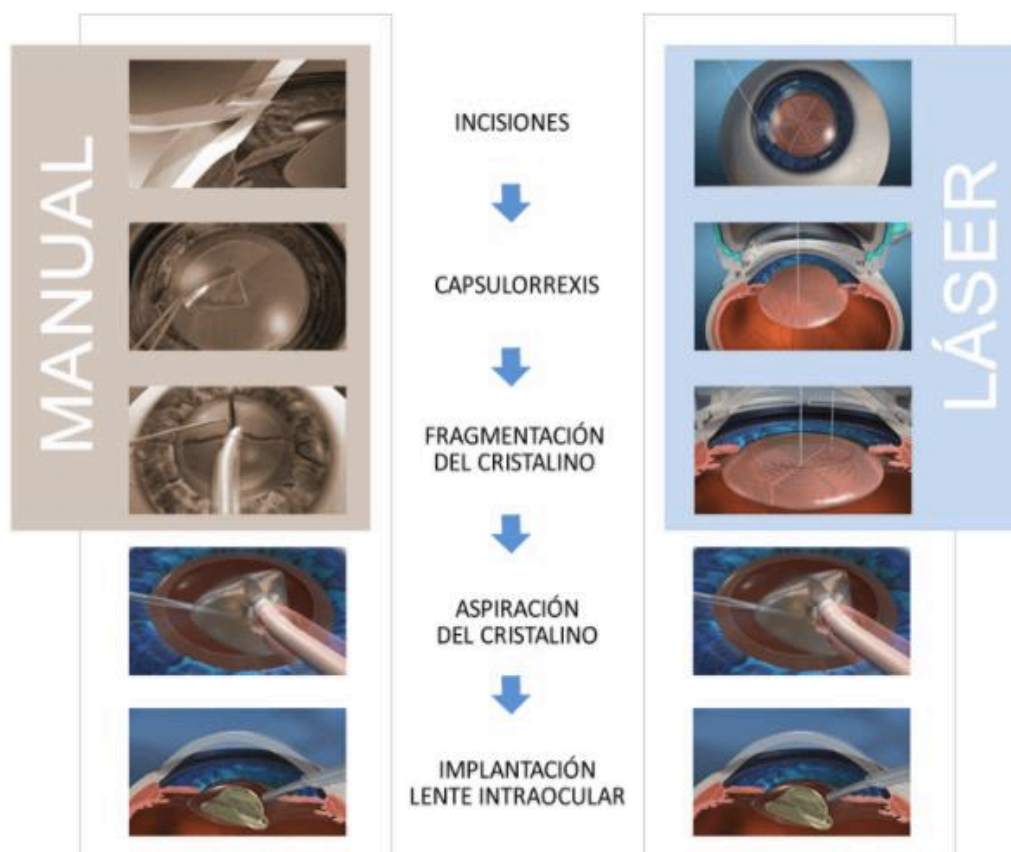 MANUAL
LÁSER
INCISIONES
CAPSULORREXIS
FRAGMENTACIÓN
DEL CRISTALINO
ASPIRACIÓN
DEL CRISTALINO
IMPLANTACIÓN
LENTE INTRAOCULAR